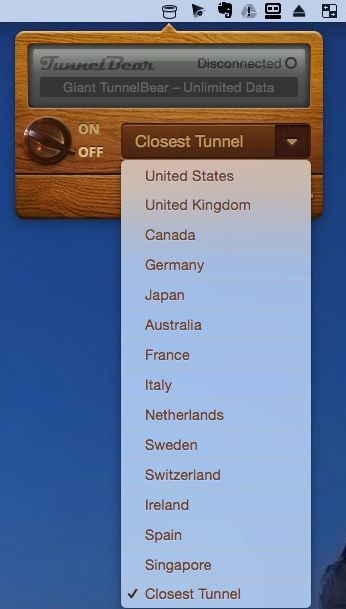 TunnelBear
Disconnected
Giant TunnelBear – Unlimited Data
ON
OFF
Closest Tunnel
United States
United Kingdom
Canada
Germany
Japan
Australia
France
Italy
Netherlands
Sweden
Switzerland
Ireland
Spain
Singapore
✓ Closest Tunnel